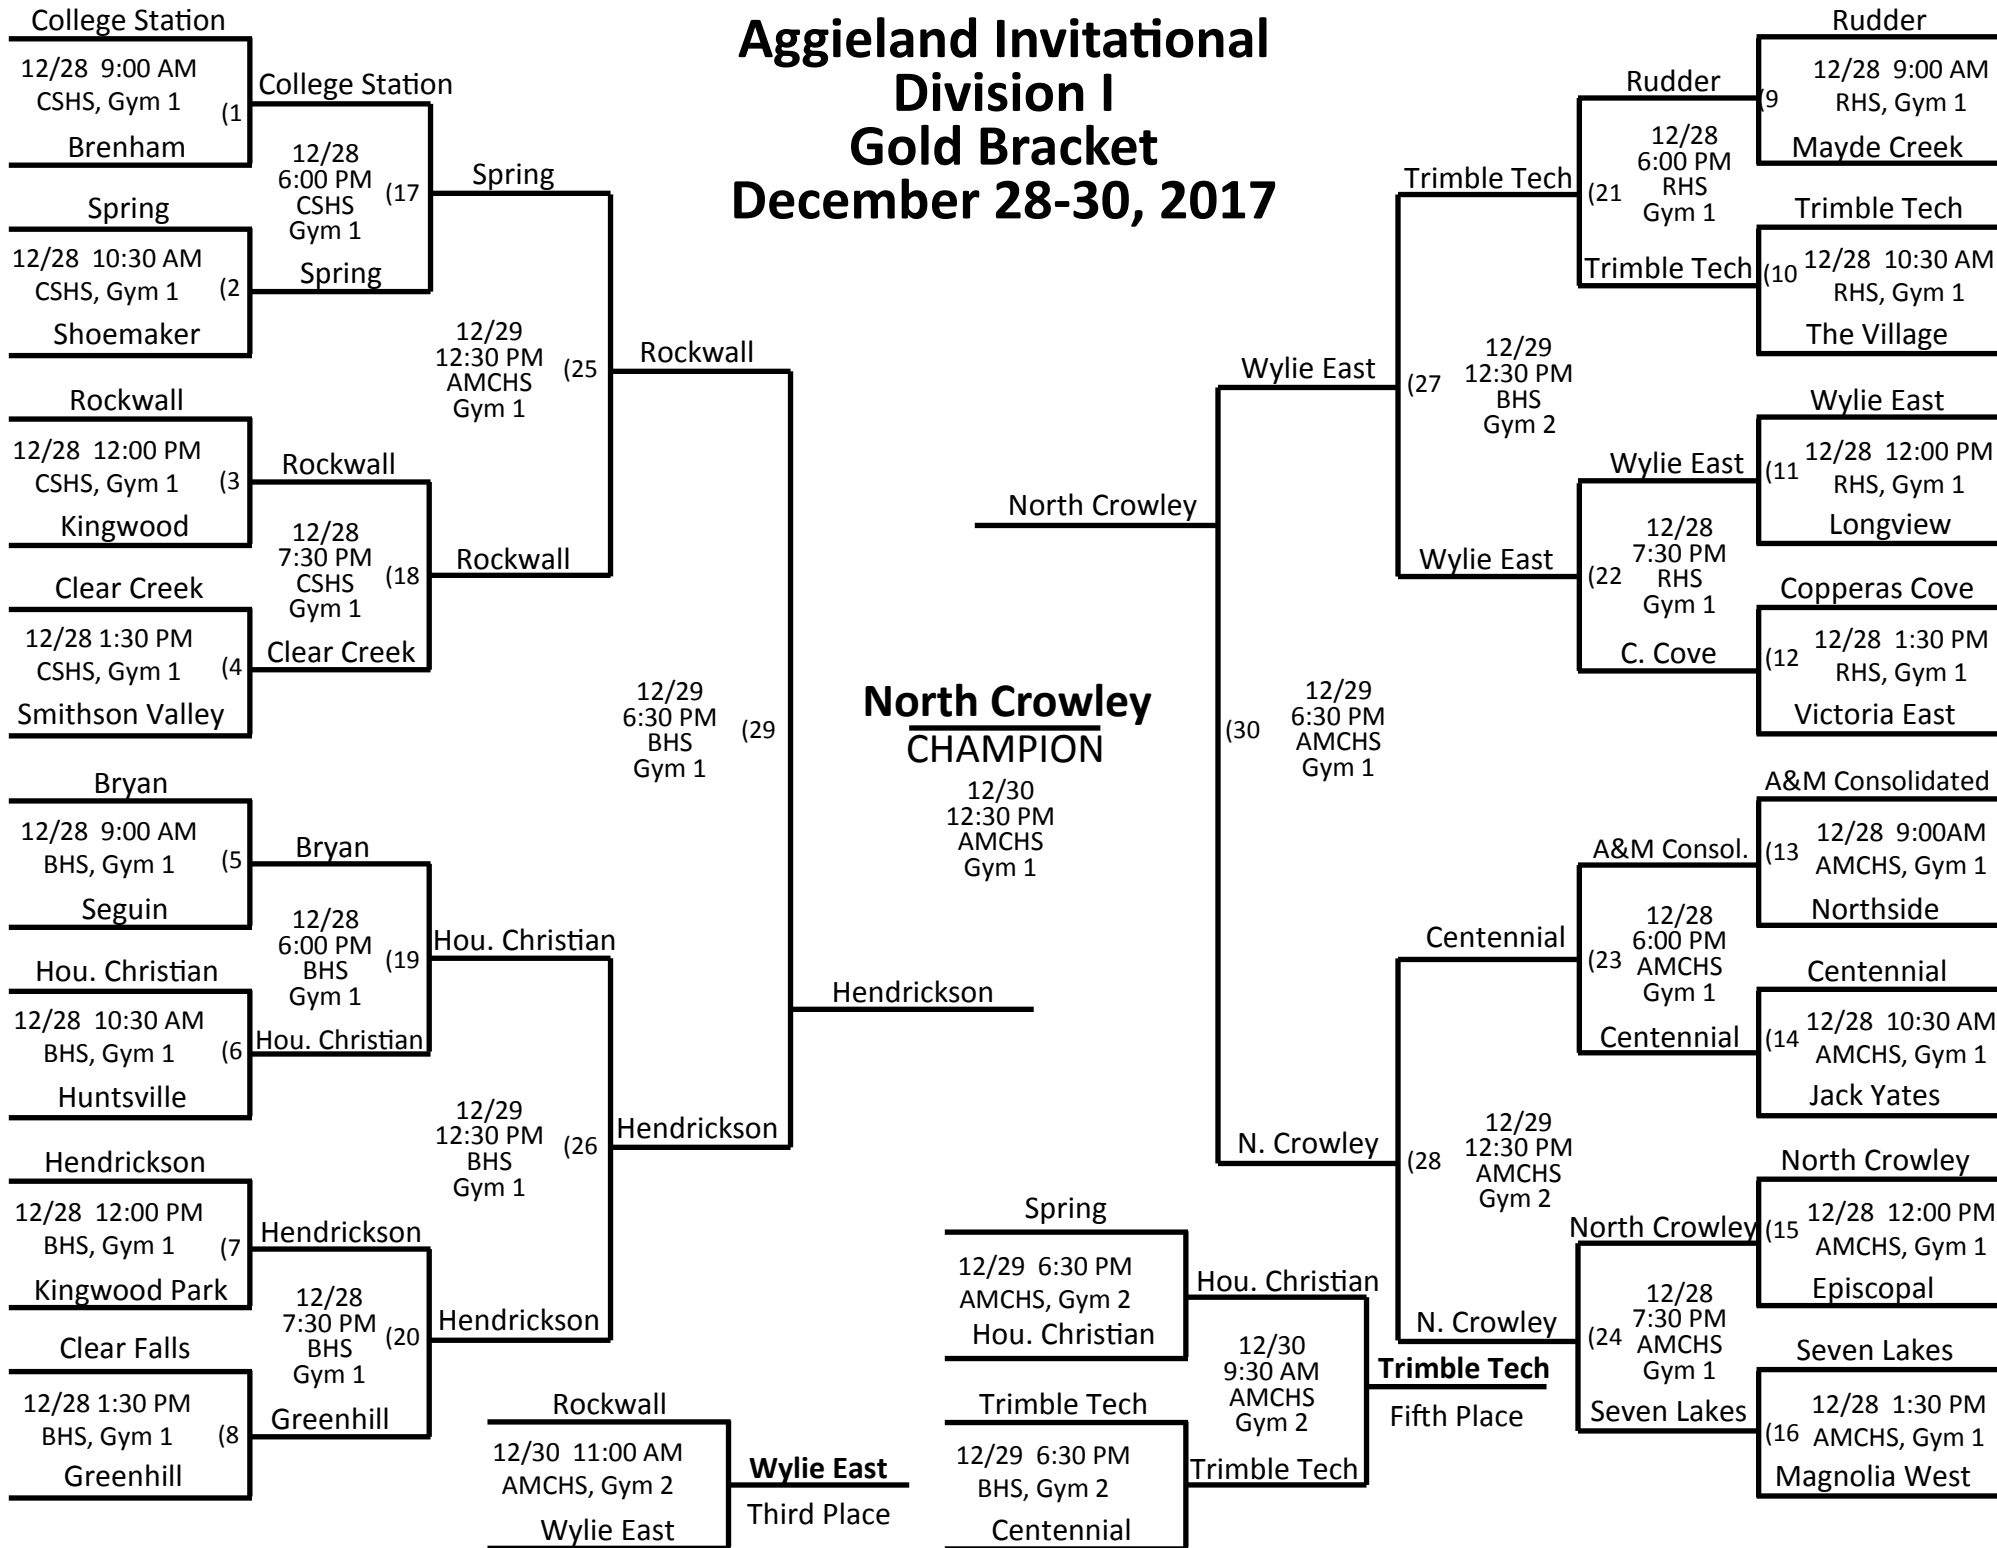 Aggieland Invitational
Division I
Gold Bracket
December 28-30, 2017
College Station
12/28 9:00 AM
CSHS, Gym 1
(1
Brenham
Spring
12/28 10:30 AM
CSHS, Gym 1
(2
Shoemaker
Rockwall
12/28 12:00 PM
CSHS, Gym 1
(3
Kingwood
Clear Creek
12/28 1:30 PM
CSHS, Gym 1
(4
Smithson Valley
Bryan
12/28 9:00 AM
BHS, Gym 1
(5
Seguin
Hou. Christian
12/28 10:30 AM
BHS, Gym 1
(6
Huntsville
Hendrickson
12/28 12:00 PM
BHS, Gym 1
(7
Kingwood Park
Clear Falls
12/28 1:30 PM
BHS, Gym 1
(8
Greenhill
College Station
12/28
6:00 PM
CSHS
Gym 1
(17
Spring
Rockwall
12/28
7:30 PM
CSHS
Gym 1
(18
Clear Creek
Bryan
12/28
6:00 PM
BHS
Gym 1
(19
Hou. Christian
Hendrickson
12/28
7:30 PM
BHS
Gym 1
(20
Greenhill
Spring
12/29
12:30 PM
AMCHS
Gym 1
(25
Rockwall
Hou. Christian
12/29
12:30 PM
BHS
Gym 1
(26
Hendrickson
Rockwall
12/29
6:30 PM
BHS
Gym 1
(29
Hendrickson
Hendrickson
North Crowley
CHAMPION
12/30
12:30 PM
AMCHS
Gym 1
North Crowley
Wylie East
12/29
6:30 PM
AMCHS
Gym 1
(30
N. Crowley
Trimble Tech
12/29
12:30 PM
BHS
Gym 2
(27
Wylie East
Centennial
12/29
12:30 PM
AMCHS
Gym 2
(28
N. Crowley
Rudder
12/28
6:00 PM
RHS
Gym 1
(21
Trimble Tech
Wylie East
12/28
7:30 PM
RHS
Gym 1
(22
C. Cove
A&M Consol.
12/28
6:00 PM
AMCHS
Gym 1
(23
Centennial
North Crowley
12/28
7:30 PM
AMCHS
Gym 1
(24
Seven Lakes
Rudder
12/28 9:00 AM
RHS, Gym 1
(9
Mayde Creek
Trimble Tech
12/28 10:30 AM
RHS, Gym 1
(10
The Village
Wylie East
12/28 12:00 PM
RHS, Gym 1
(11
Longview
Copperas Cove
12/28 1:30 PM
RHS, Gym 1
(12
Victoria East
A&M Consolidated
12/28 9:00AM
AMCHS, Gym 1
(13
Northside
Centennial
12/28 10:30 AM
AMCHS, Gym 1
(14
Jack Yates
North Crowley
12/28 12:00 PM
AMCHS, Gym 1
(15
Episcopal
Seven Lakes
12/28 1:30 PM
AMCHS, Gym 1
(16
Magnolia West
Rockwall
12/30 11:00 AM
AMCHS, Gym 2
Wylie East
Wylie East
Third Place
Spring
12/29 6:30 PM
AMCHS, Gym 2
Hou. Christian
Trimble Tech
12/29 6:30 PM
BHS, Gym 2
Centennial
Hou. Christian
12/30
9:30 AM
AMCHS
Gym 2
Trimble Tech
Trimble Tech
Fifth Place